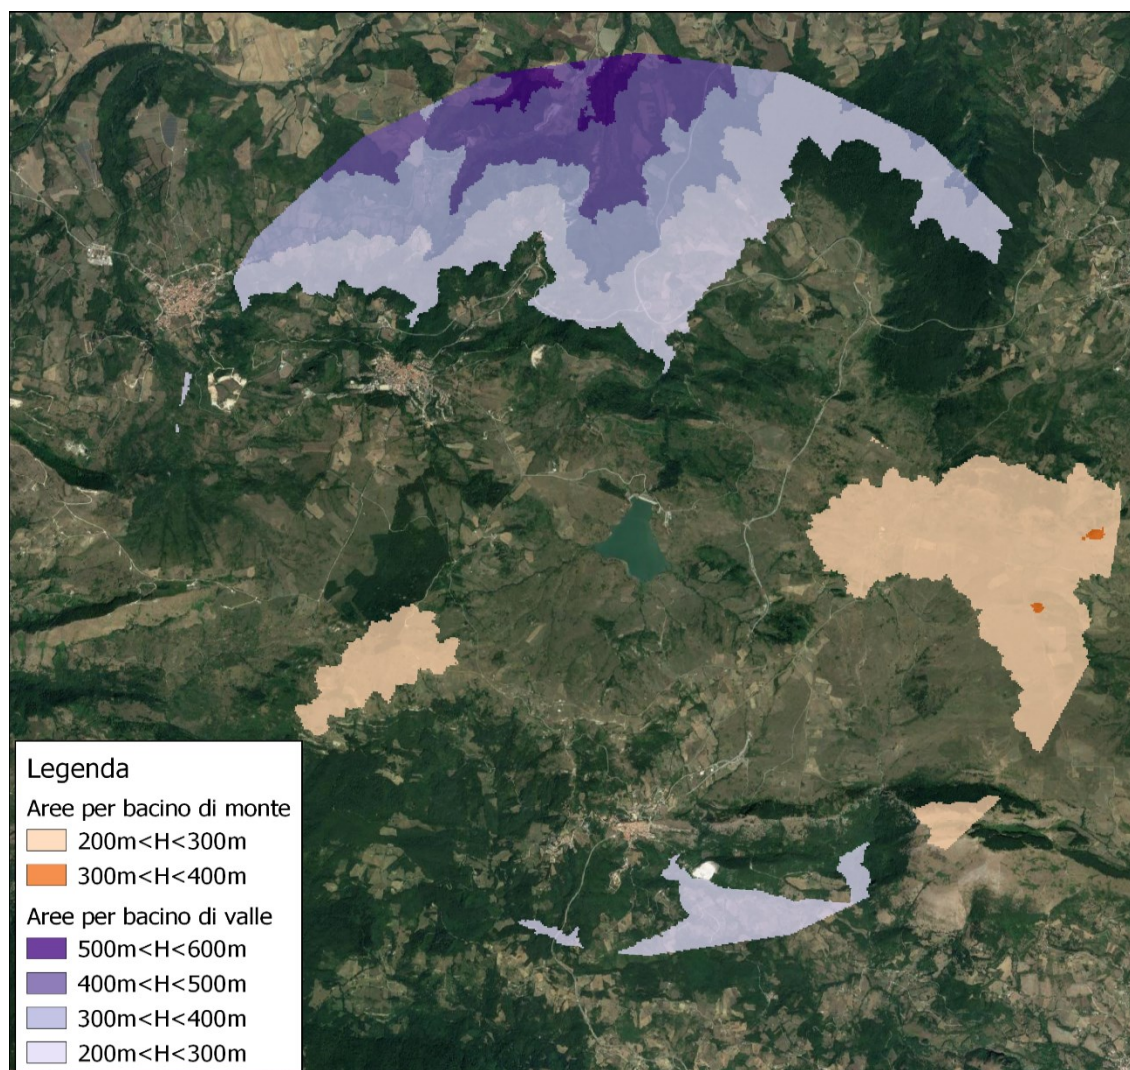 Legenda
Aree per bacino di monte
200m<H<300m
300m<H<400m
Aree per bacino di valle
500m<H<600m
400m<H<500m
300m<H<400m
200m<H<300m